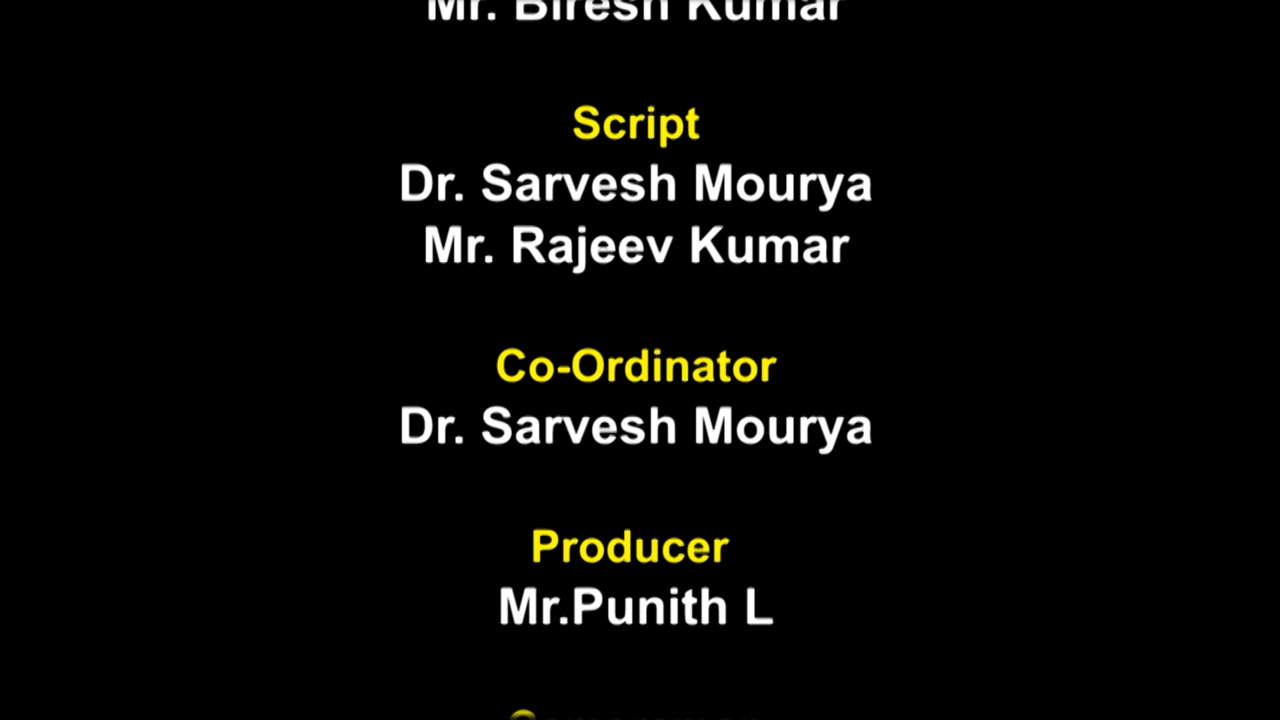 Mr. Biresh Kumar
Script
Dr. Sarvesh Mourya
Mr. Rajeev Kumar
Co-Ordinator
Dr. Sarvesh Mourya
Producer
Mr.Punith L